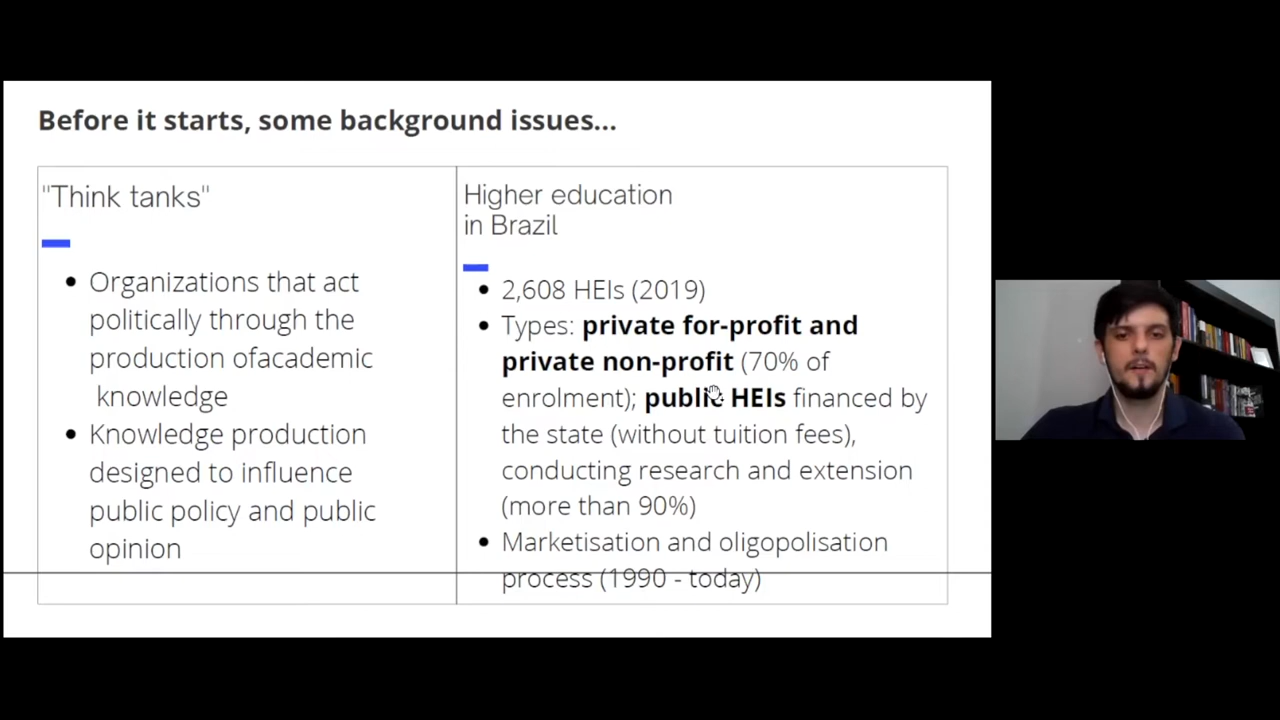 Before it starts, some background issues...
"Think tanks"
Organizations that act
politically through the
production ofacademic
knowledge
Knowledge production
designed to influence
public policy and public
opinion
Higher education
in Brazil
2,608 HEIs (2019)
Types: private for-profit and
private non-profit (70% of
enrolment); public HEIs financed by
the state (without tuition fees),
conducting research and extension
(more than 90%)
Marketisation and oligopolisation
process (1990 - today)